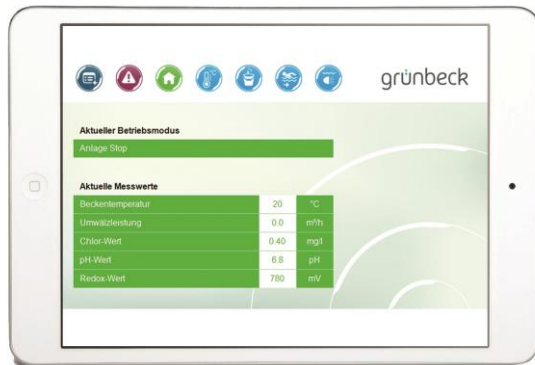 grünbeck
Aktueller Betriebsmodus
Anlage Stop
Aktuelle Messwerte
Beckentemperatur 20 °C
Umwälzleistung 0.0 m³/h
Chlor-Wert 0.40 mg/l
pH-Wert 6.8 pH
Redox-Wert 780 mV